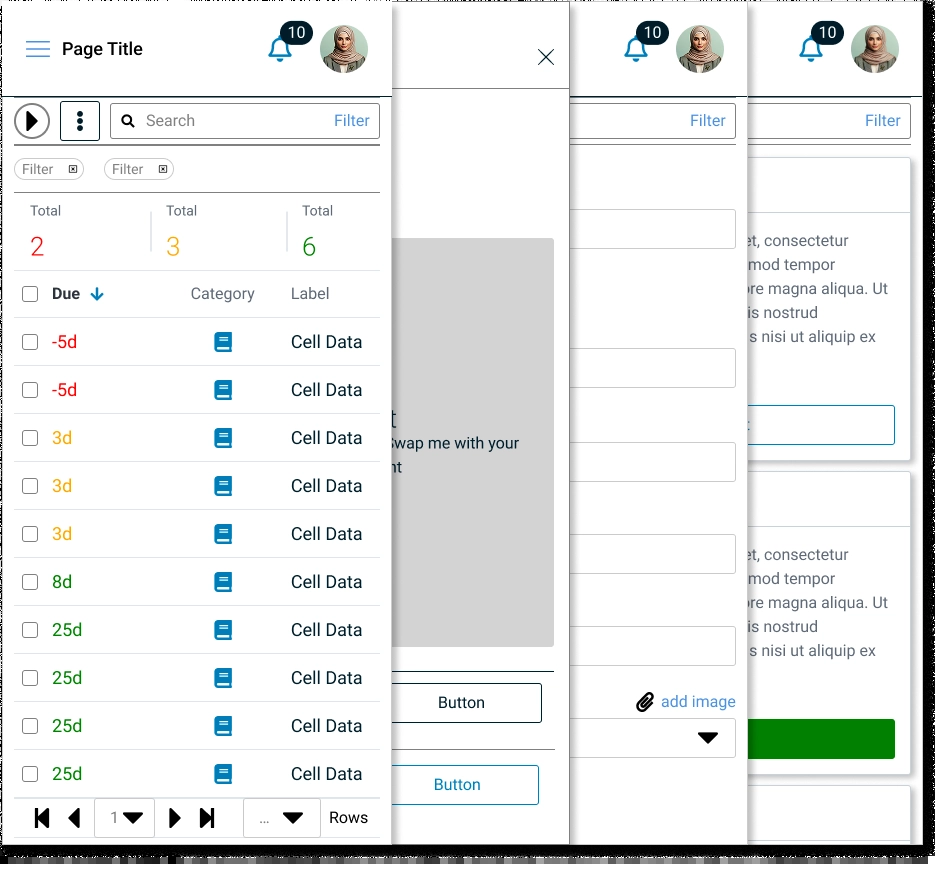 Page Title
10
Search
Filter
Filter
Filter
Total
Total
Total
2
3
6
Due
Category
Label
-5d
Cell Data
-5d
Cell Data
3d
Cell Data
3d
Cell Data
3d
Cell Data
8d
Cell Data
25d
Cell Data
25d
Cell Data
25d
Cell Data
25d
Cell Data
1
...
Rows
Swap me with your
Button
Button
10
Filter
add image
10
Filter
et, consectetur
mod tempor
ore magna aliqua. Ut
is nostrud
s nisi ut aliquip ex
et, consectetur
mod tempor
ore magna aliqua. Ut
is nostrud
s nisi ut aliquip ex